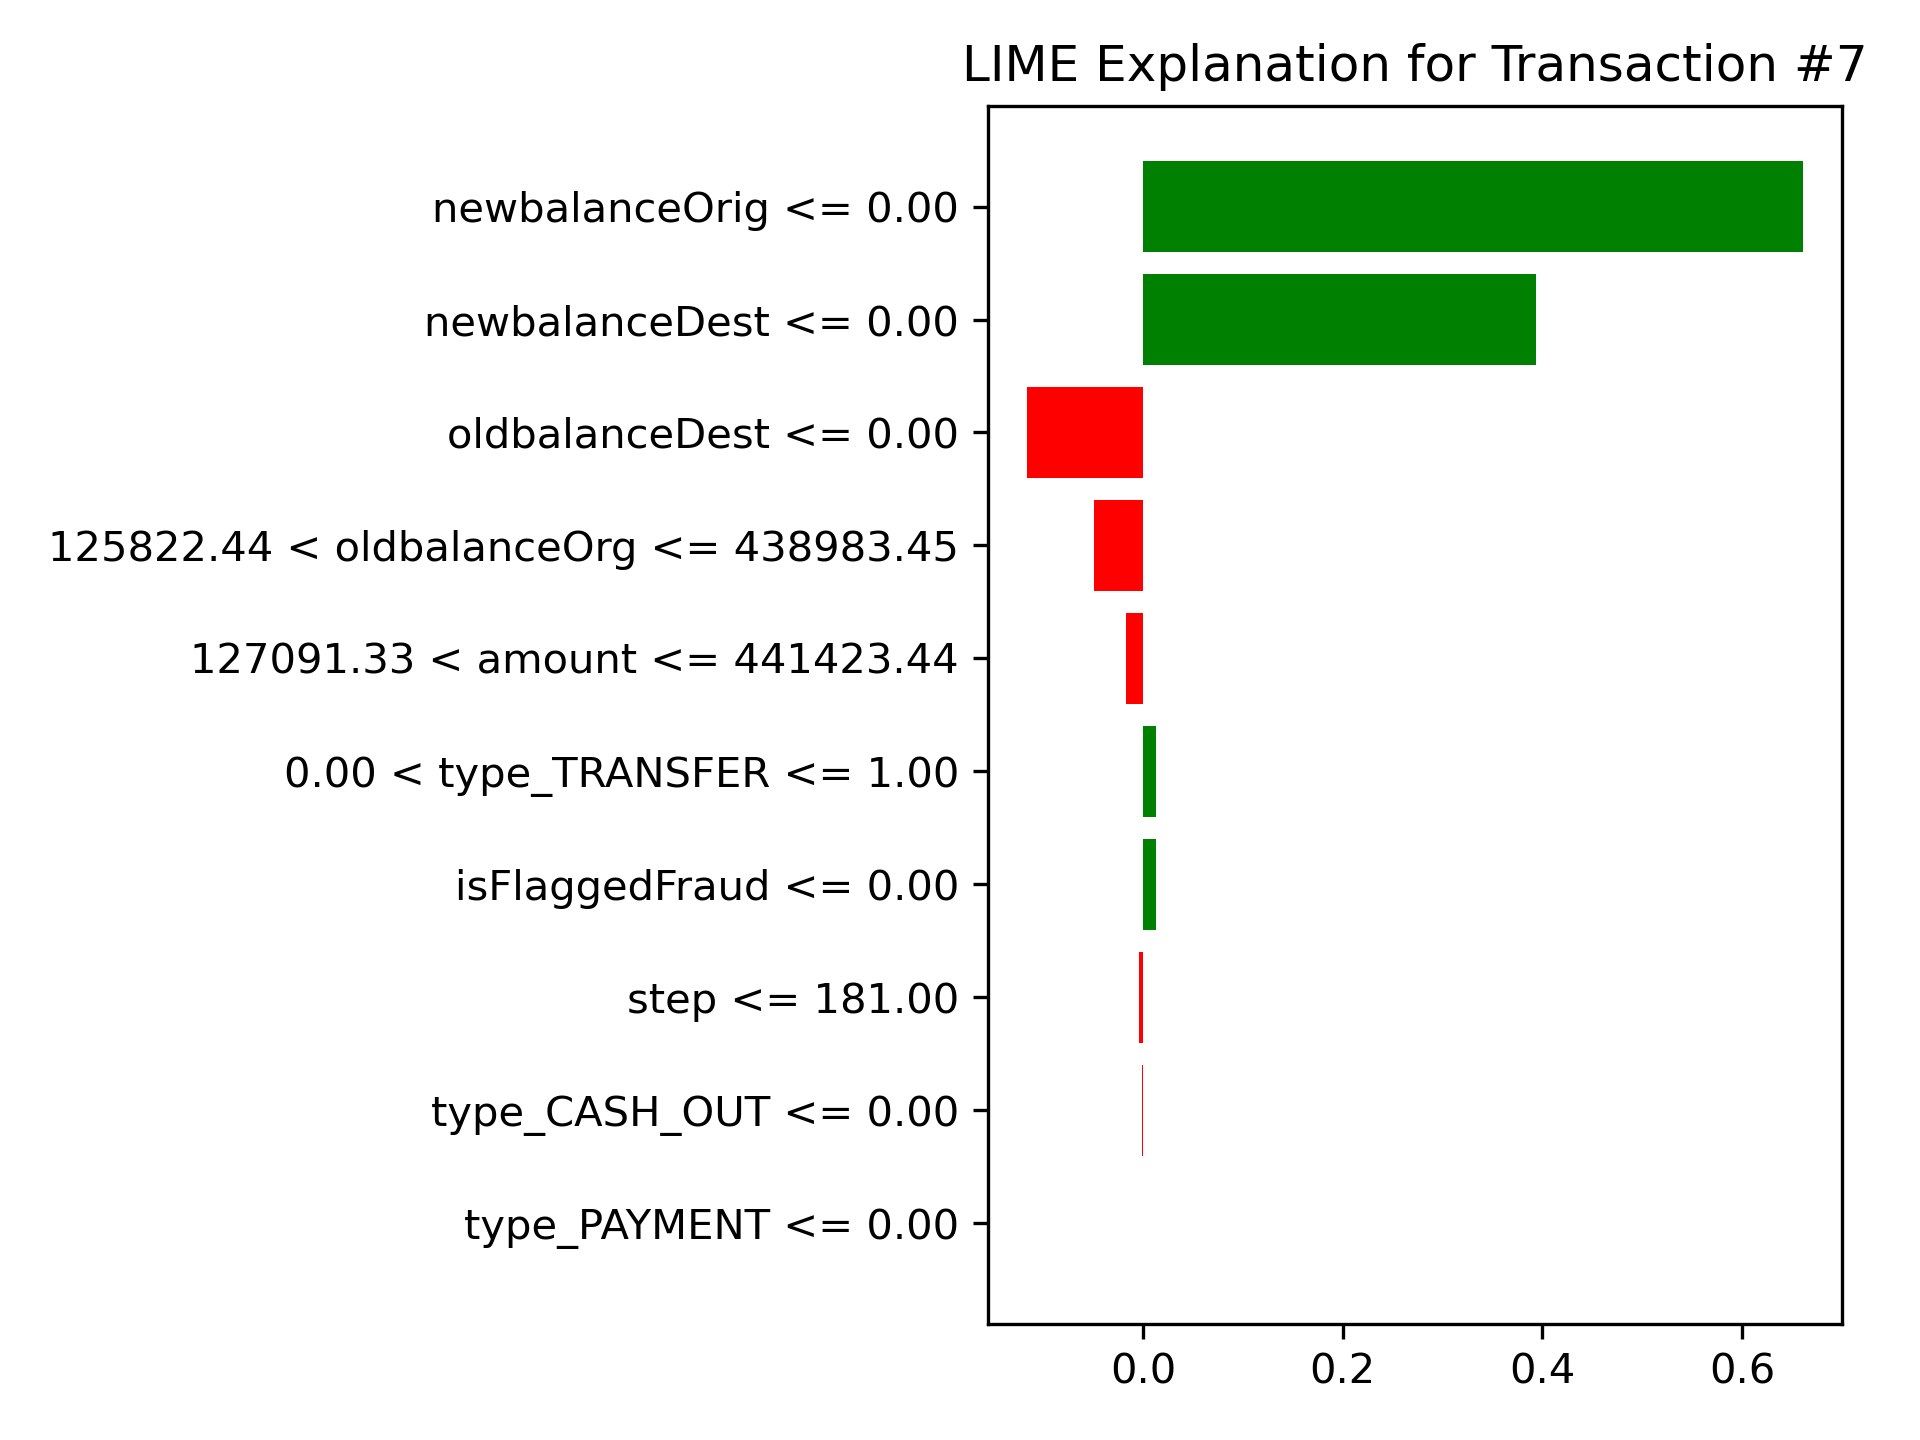 LIME Explanation for Transaction #7
newbalanceOrig <= 0.00
newbalanceDest <= 0.00
oldbalanceDest <= 0.00
125822.44 < oldbalanceOrg <= 438983.45
127091.33 < amount <= 441423.44
0.00 < type_TRANSFER <= 1.00
isFlaggedFraud <= 0.00
step <= 181.00
type_CASH_OUT <= 0.00
type_PAYMENT <= 0.00
0.0 0.2 0.4 0.6